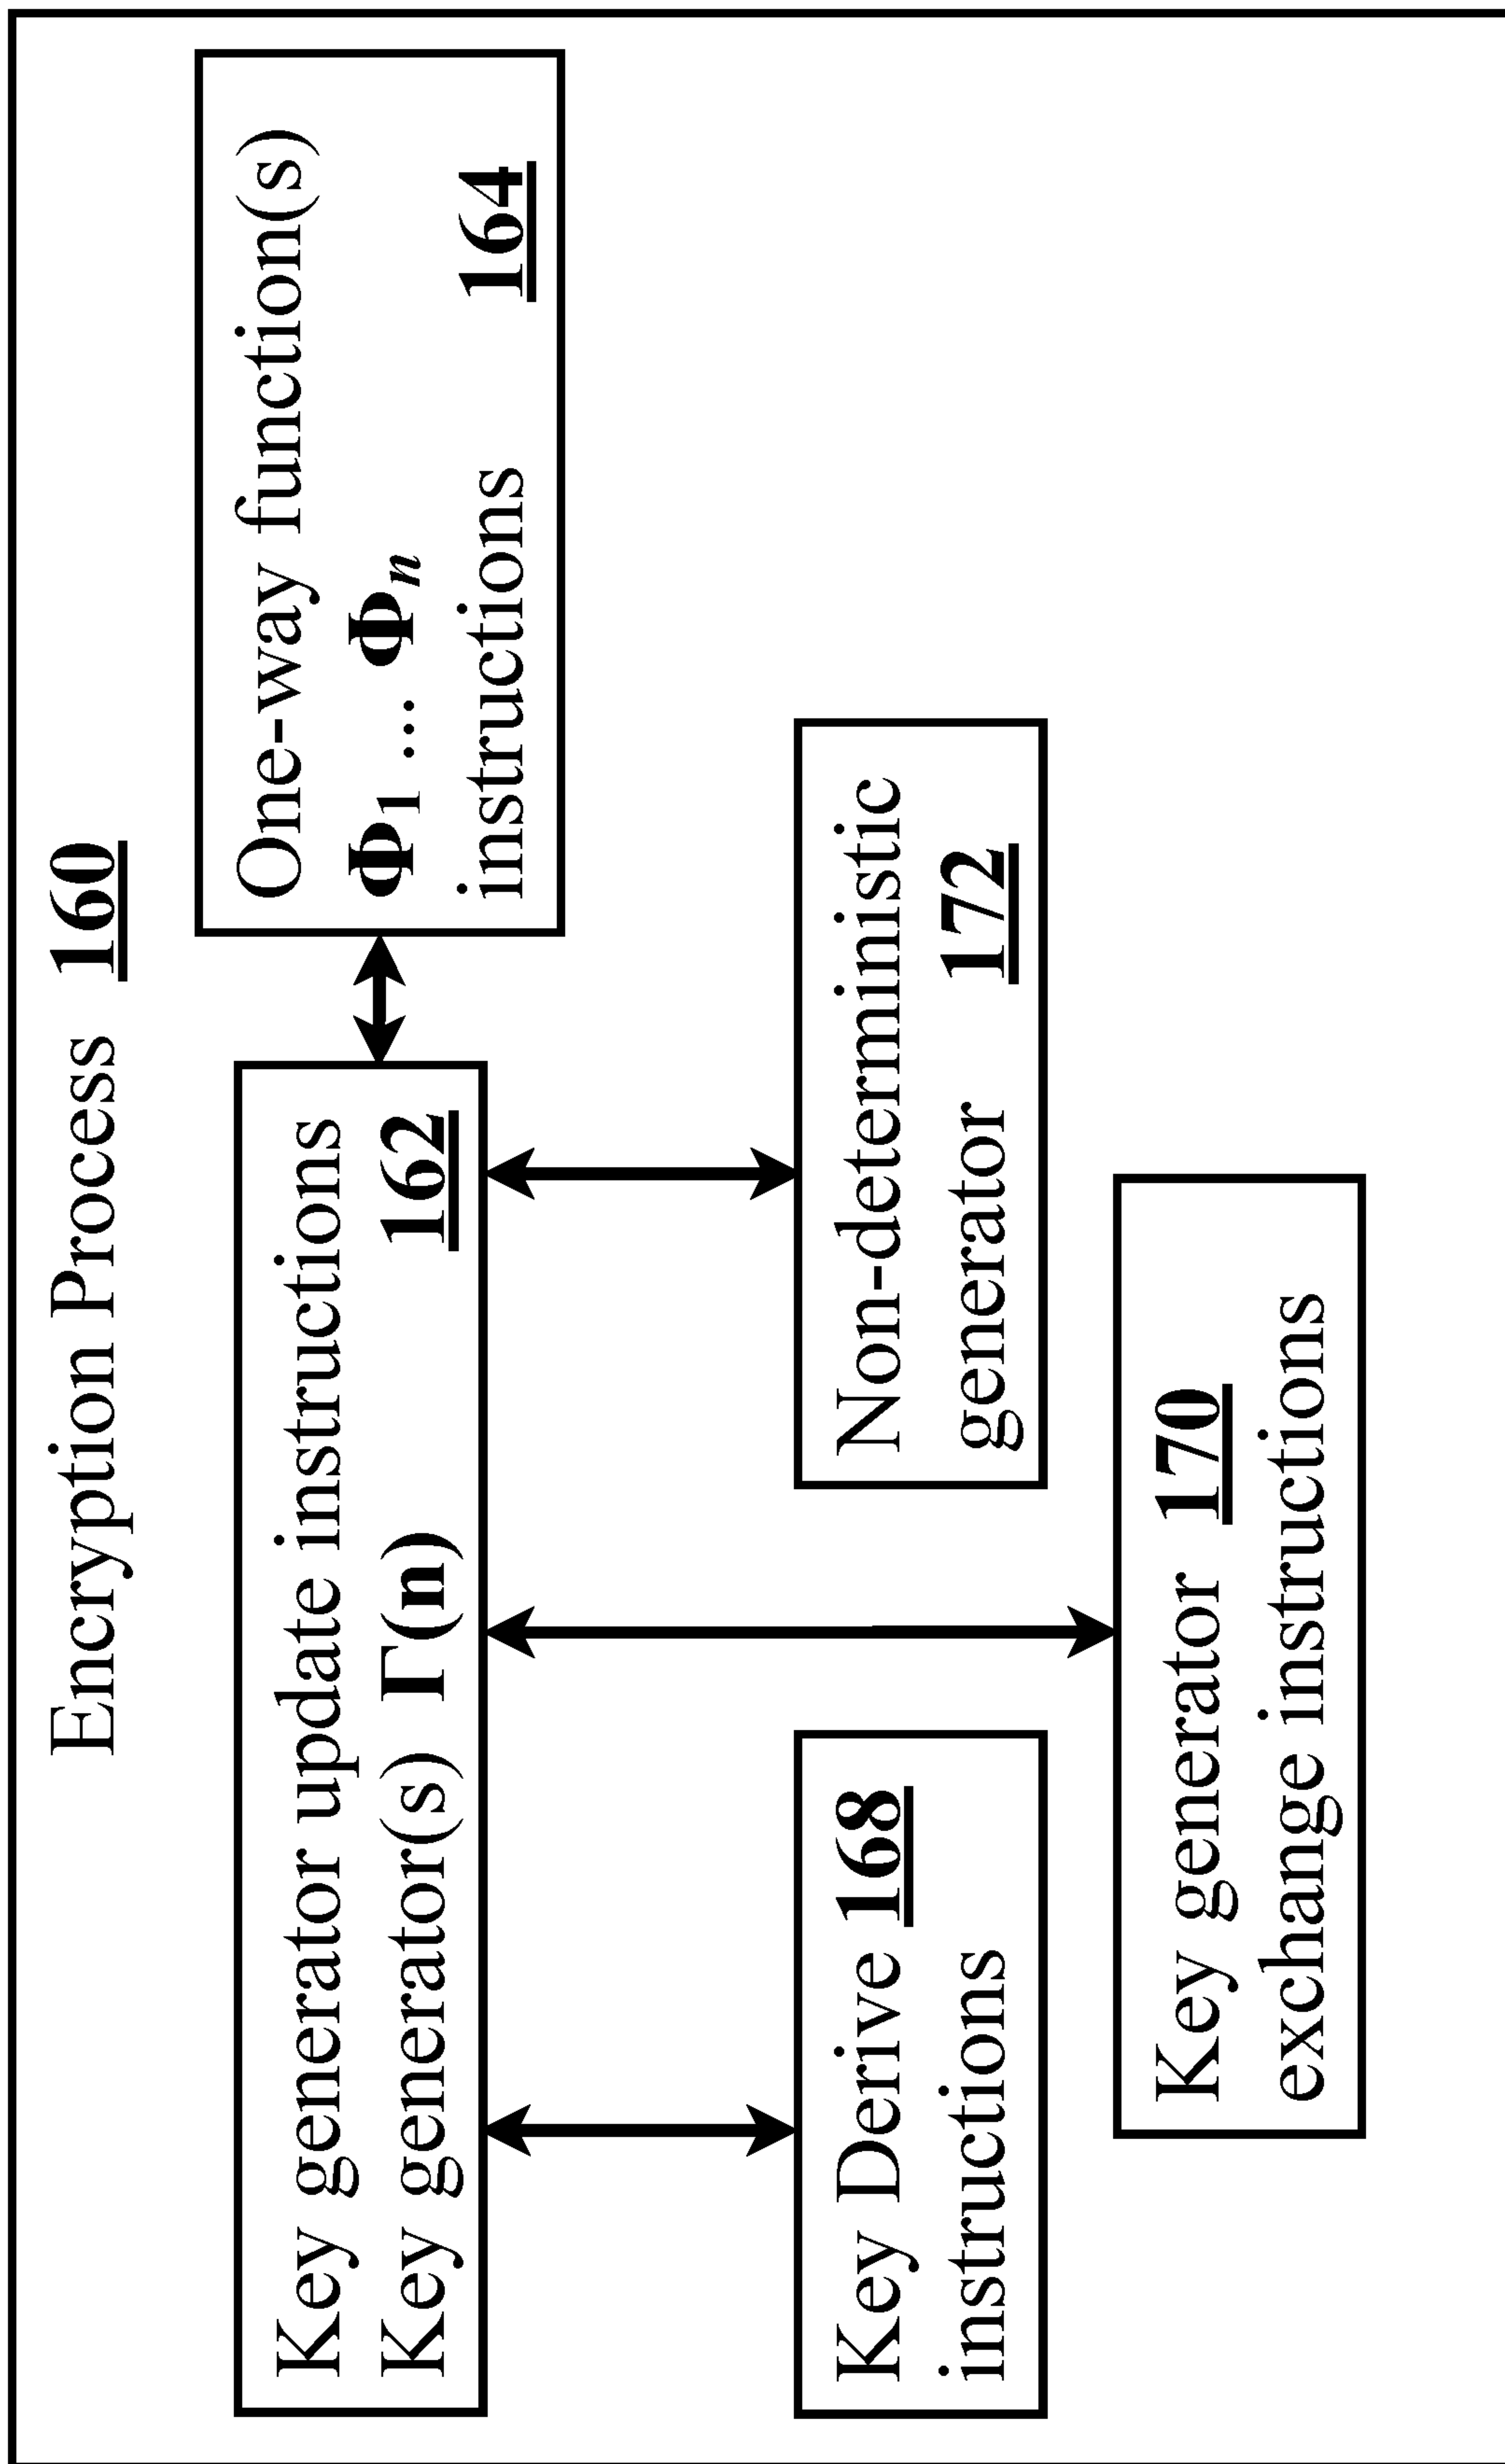 Encryption Process 160
Key generator update instructions
Key generator(s) Γ(n) 162
One-way function(s)
Φ1 ... Φn
instructions 164
Key Derive 168
instructions
Non-deterministic
generator 172
Key generator 170
exchange instructions